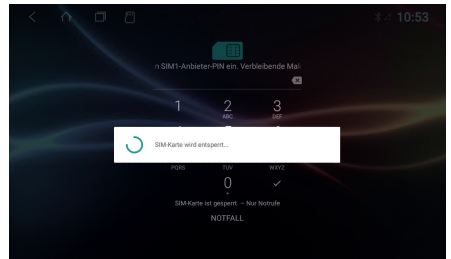 10:53
n SIM1-Anbieter-PIN ein. Verbleibende Mal
1 2 3
ABC DEF
SIM-Karte wird entsperrt...
PQRS TUV WXYZ
0
+
SIM-Karte ist gesperrt. – Nur Notrufe
NOTFALL